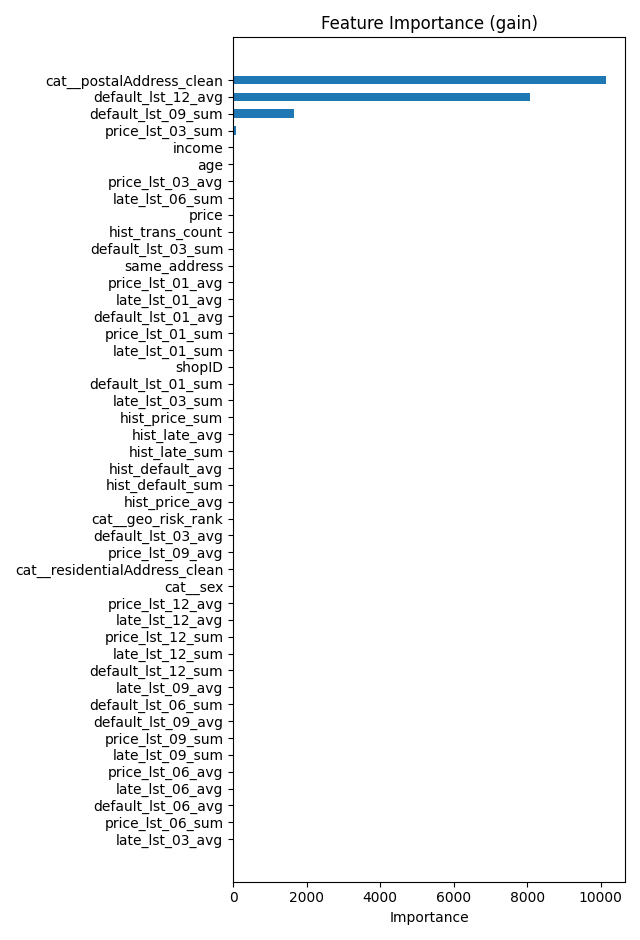 Feature Importance (gain)
cat__postalAddress_clean
default_lst_12_avg
default_lst_09_sum
price_lst_03_sum
income
age
price_lst_03_avg
late_lst_06_sum
price
hist_trans_count
default_lst_03_sum
same_address
price_lst_01_avg
late_lst_01_avg
default_lst_01_avg
price_lst_01_sum
late_lst_01_sum
shopID
default_lst_01_sum
late_lst_03_sum
hist_price_sum
hist_late_avg
hist_late_sum
hist_default_avg
hist_default_sum
hist_price_avg
cat__geo_risk_rank
default_lst_03_avg
price_lst_09_avg
cat__residentialAddress_clean
cat__sex
price_lst_12_avg
late_lst_12_avg
price_lst_12_sum
late_lst_12_sum
default_lst_12_sum
late_lst_09_avg
default_lst_06_sum
default_lst_09_avg
price_lst_09_sum
late_lst_09_sum
price_lst_06_avg
late_lst_06_avg
default_lst_06_avg
price_lst_06_sum
late_lst_03_avg
0 2000 4000 6000 8000 10000
Importance